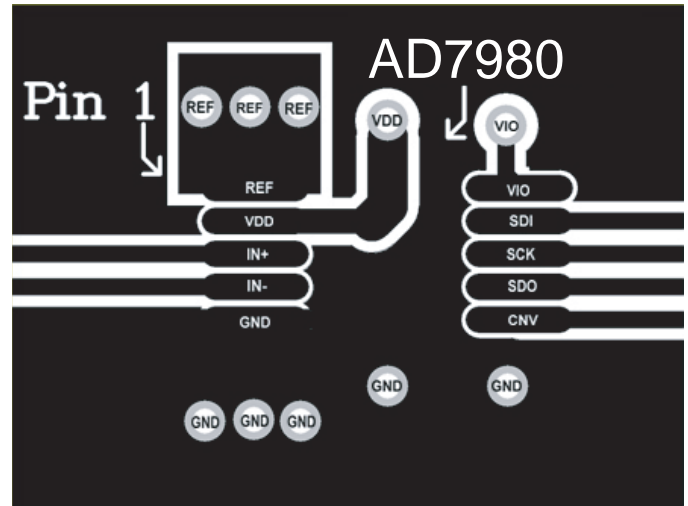 AD7980
Pin 1
REF REF REF
VDD
VIO
REF
VIO
VDD
SDI
IN+
SCK
IN-
SDO
GND
CNV
GND
GND
GND GND GND